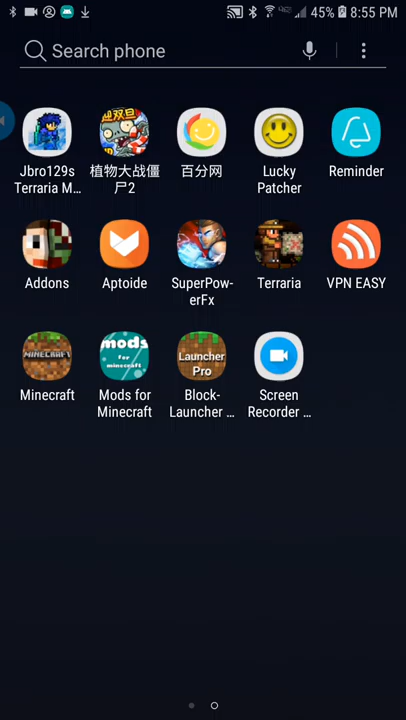 45% 8:55 PM
Search phone
Jbro129s
Terraria M...
植物大战僵
尸2
百分网
Lucky
Patcher
Reminder
Addons
Aptoide
SuperPow-
erFx
Terraria
VPN EASY
MINECRAFT
mods
for
minecraft
Launcher
Pro
Minecraft
Mods for
Minecraft
Block-
Launcher ...
Screen
Recorder ...